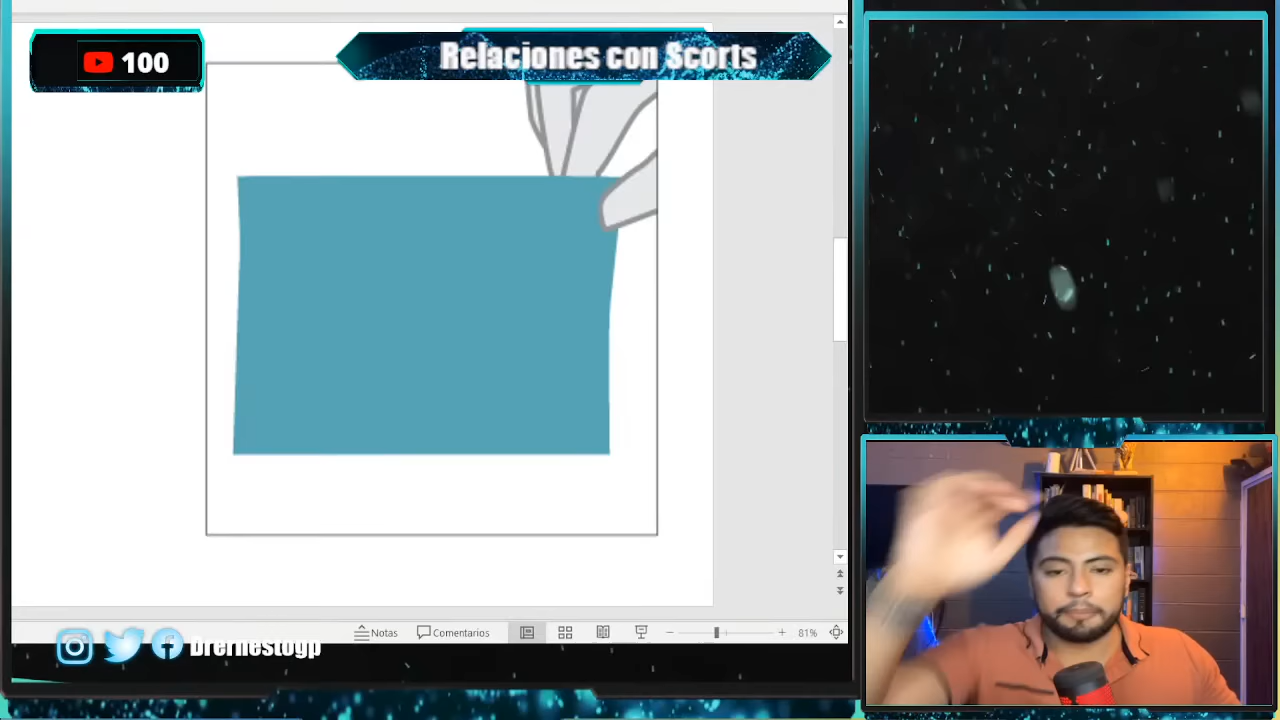 100
Relaciones con Scorts
Notas
Comentarios
81%
Drernestogp